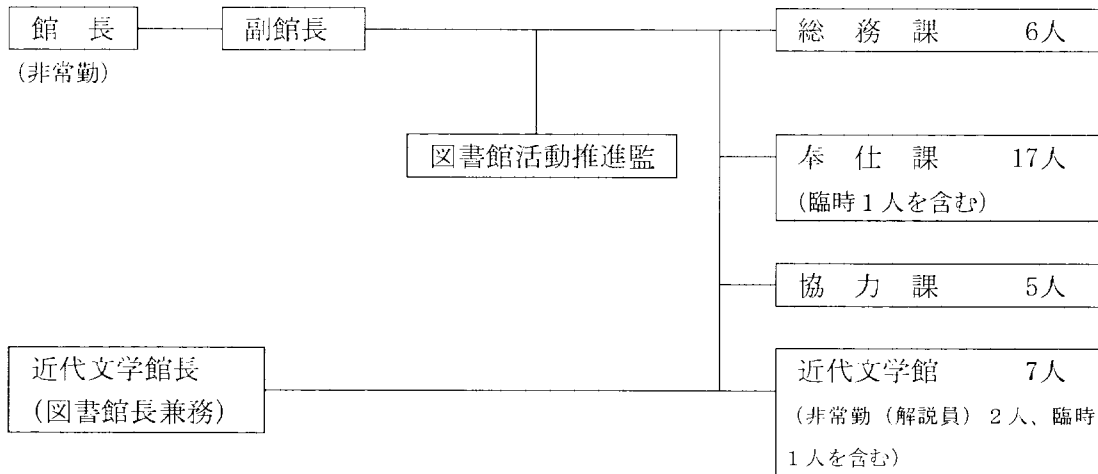 館 長
副館長
総 務 課 6人
(非常勤)
図書館活動推進監
奉 仕 課 17人
(臨時1人を含む)
協 力 課 5人
近代文学館長
(図書館長兼務)
近代文学館 7人
(非常勤(解説員)2人、臨時
1人を含む)